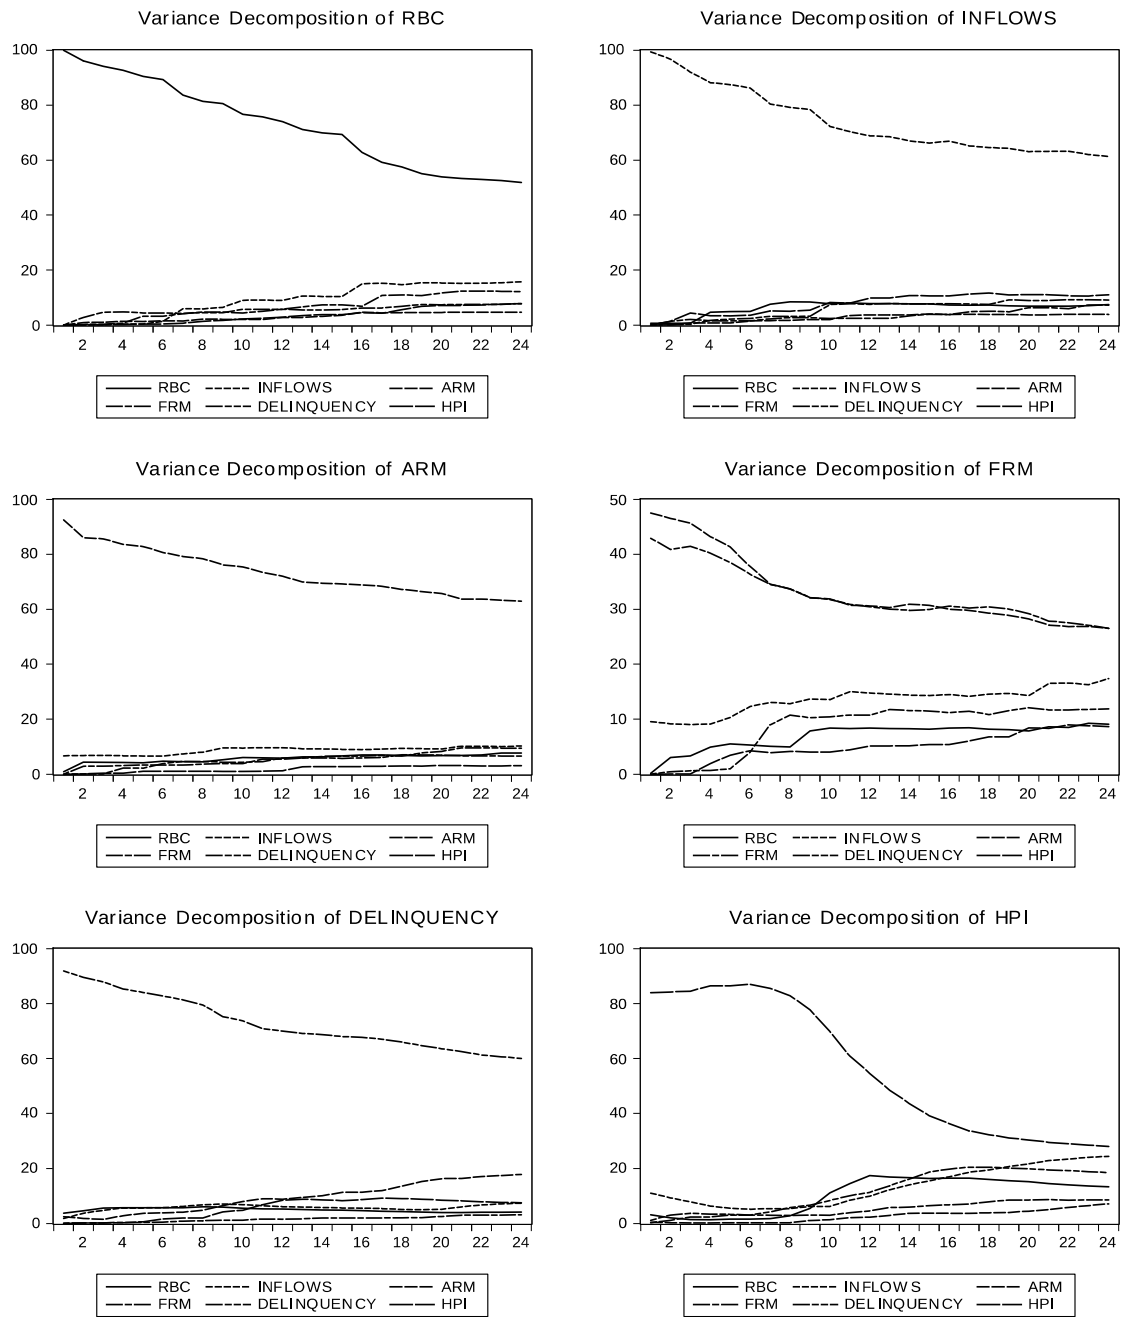 Variance Decomposition of RBC
100
80
60
40
20
0
2 4 6 8 10 12 14 16 18 20 22 24
RBC INFLOWS ARM
FRM DELINQUENCY HPI
Variance Decomposition of INFLOWS
100
80
60
40
20
0
2 4 6 8 10 12 14 16 18 20 22 24
RBC INFLOWS ARM
FRM DELINQUENCY HPI
Variance Decomposition of ARM
100
80
60
40
20
0
2 4 6 8 10 12 14 16 18 20 22 24
RBC INFLOWS ARM
FRM DELINQUENCY HPI
Variance Decomposition of FRM
50
40
30
20
10
0
2 4 6 8 10 12 14 16 18 20 22 24
RBC INFLOWS ARM
FRM DELINQUENCY HPI
Variance Decomposition of DELINQUENCY
100
80
60
40
20
0
2 4 6 8 10 12 14 16 18 20 22 24
RBC INFLOWS ARM
FRM DELINQUENCY HPI
Variance Decomposition of HPI
100
80
60
40
20
0
2 4 6 8 10 12 14 16 18 20 22 24
RBC INFLOWS ARM
FRM DELINQUENCY HPI